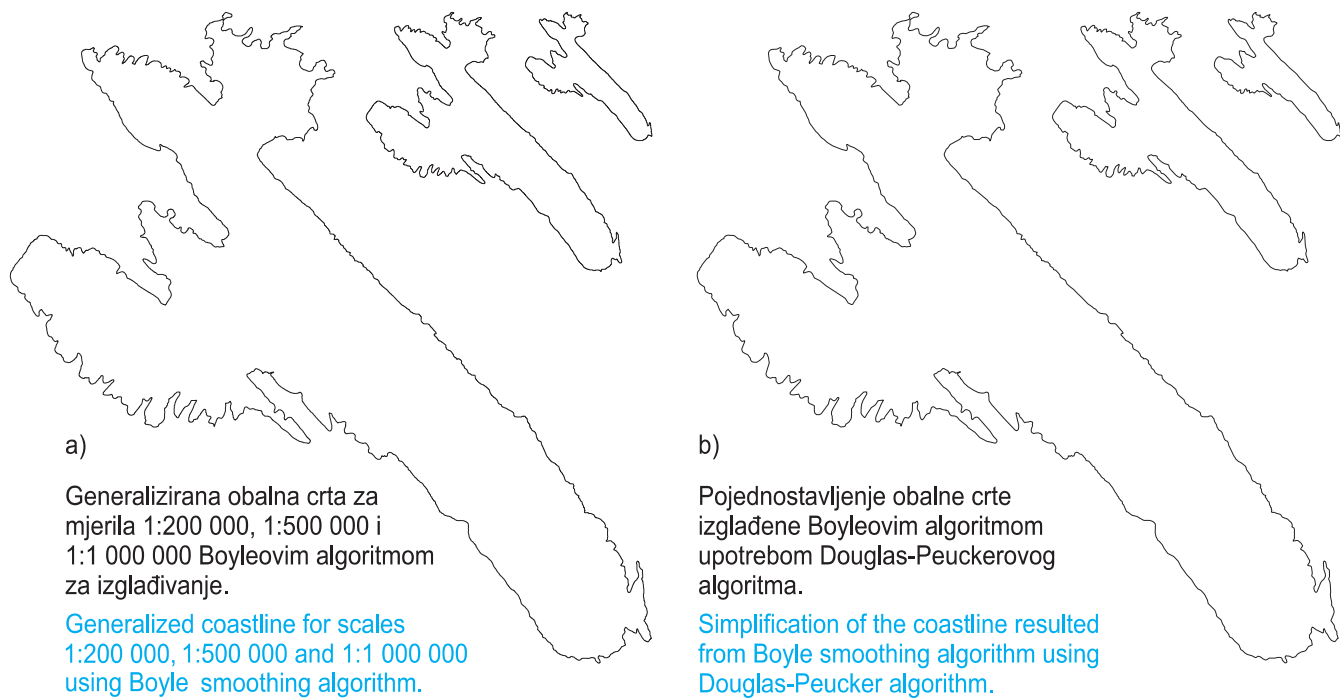 a)
Generalizirana obalna crta za
mjerila 1:200 000, 1:500 000 i
1:1 000 000 Boyleovim algoritmom
za izglađivanje.
Generalized coastline for scales
1:200 000, 1:500 000 and 1:1 000 000
using Boyle smoothing algorithm.
b)
Pojednostavljenje obalne crte
izglađene Boyleovim algoritmom
upotrebom Douglas-Peuckerovog
algoritma.
Simplification of the coastline resulted
from Boyle smoothing algorithm using
Douglas-Peucker algorithm.